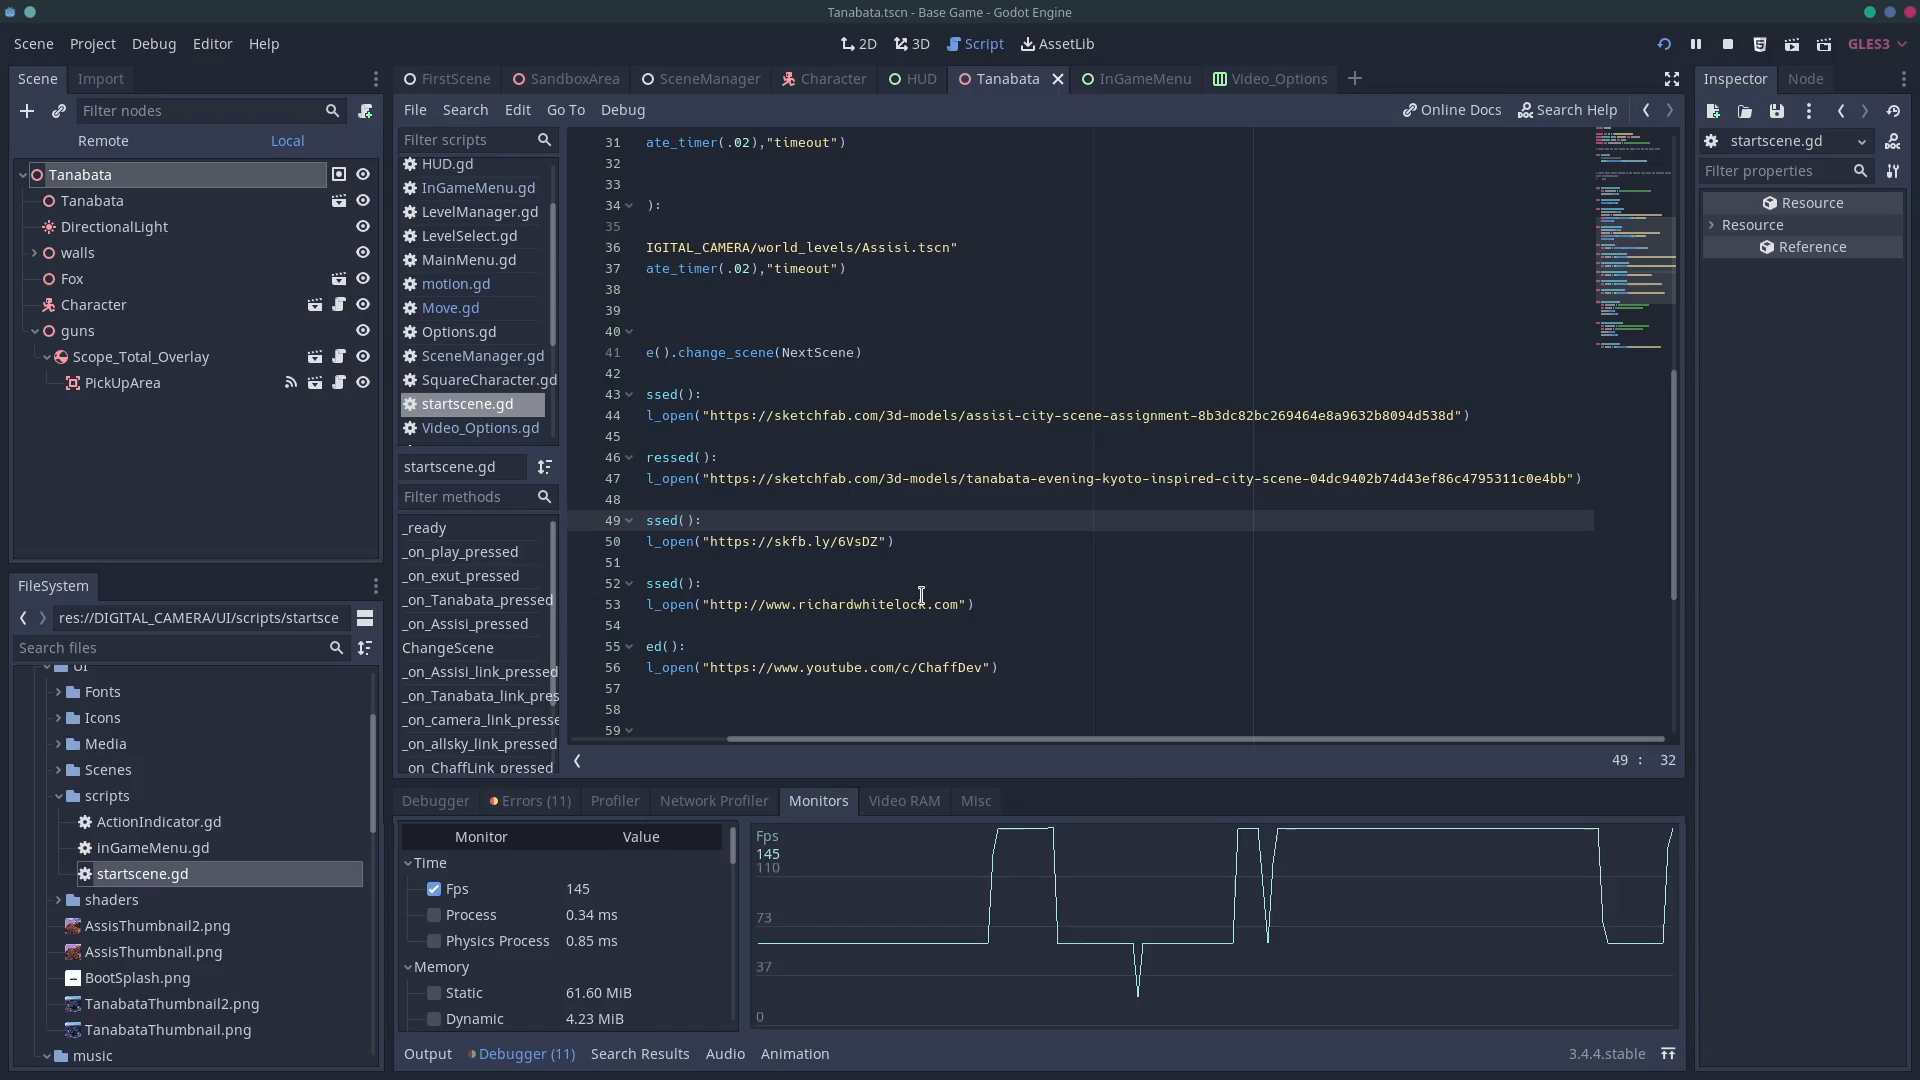 Tanabata.tscn - Base Game - Godot Engine
Scene Project Debug Editor Help
2D 3D Script AssetLib
GLES3
Scene Import
Filter nodes
Remote Local
Tanabata
Tanabata
DirectionalLight
walls
Fox
Character
guns
Scope_Total_Overlay
PickUpArea
FileSystem
res://DIGITAL_CAMERA/UI/scripts/startsce
Search files
UI
Fonts
Icons
Media
Scenes
scripts
ActionIndicator.gd
inGameMenu.gd
startscene.gd
shaders
AssisThumbnail2.png
AssisThumbnail.png
BootSplash.png
TanabataThumbnail2.png
TanabataThumbnail.png
music
FirstScene SandboxArea SceneManager Character HUD Tanabata InGameMenu Video_Options
File Search Edit Go To Debug
Online Docs Search Help
Filter scripts
HUD.gd
InGameMenu.gd
LevelManager.gd
LevelSelect.gd
MainMenu.gd
motion.gd
Move.gd
Options.gd
SceneManager.gd
SquareCharacter.gd
startscene.gd
Video_Options.gd
startscene.gd
Filter methods
_ready
_on_play_pressed
_on_exut_pressed
_on_Tanabata_pressed
_on_Assisi_pressed
ChangeScene
_on_Assisi_link_pressed
_on_Tanabata_link_pres
_on_camera_link_presse
_on_allsky_link_pressed
_on_ChaffLink_pressed
31 ate_timer(.02),"timeout")
32
33
34 ):
35
36 IGITAL_CAMERA/world_levels/Assisi.tscn"
37 ate_timer(.02),"timeout")
38
39
40
41 e().change_scene(NextScene)
42
43 ssed():
44 l_open("https://sketchfab.com/3d-models/assisi-city-scene-assignment-8b3dc82bc269464e8a9632b8094d538d")
45
46 ressed():
47 l_open("https://sketchfab.com/3d-models/tanabata-evening-kyoto-inspired-city-scene-04dc9402b74d43ef86c4795311c0e4bb")
48
49 ssed():
50 l_open("https://skfb.ly/6VsDZ")
51
52 ssed():
53 l_open("http://www.richardwhitelock.com")
54
55 ed():
56 l_open("https://www.youtube.com/c/ChaffDev")
57
58
59
49 : 32
Debugger Errors (11) Profiler Network Profiler Monitors Video RAM Misc
Monitor Value
Time
Fps 145
Process 0.34 ms
Physics Process 0.85 ms
Memory
Static 61.60 MiB
Dynamic 4.23 MiB
Fps
145
110
73
37
0
Output Debugger (11) Search Results Audio Animation
3.4.4.stable
Inspector Node
startscene.gd
Filter properties
Resource
Resource
Reference